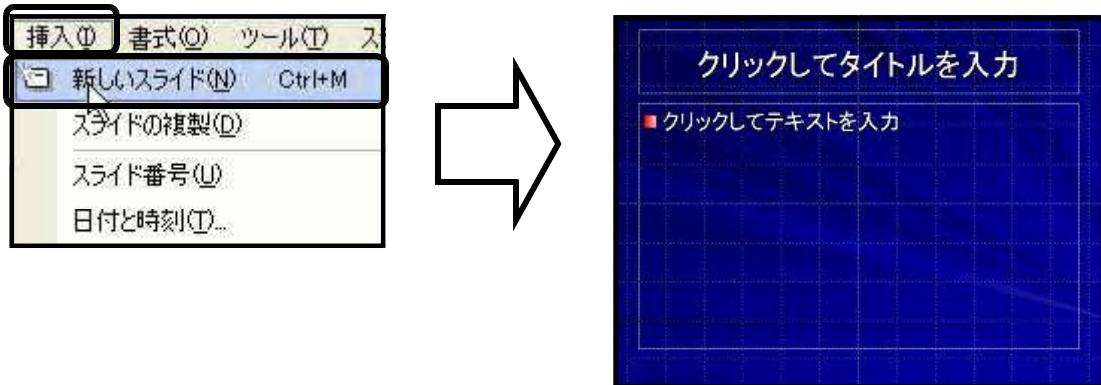 挿入(I) 書式(O) ツール(T)
新しいスライド(N) Ctrl+M
スライドの複製(D)
スライド番号(U)
日付と時刻(T)...
クリックしてタイトルを入力
クリックしてテキストを入力